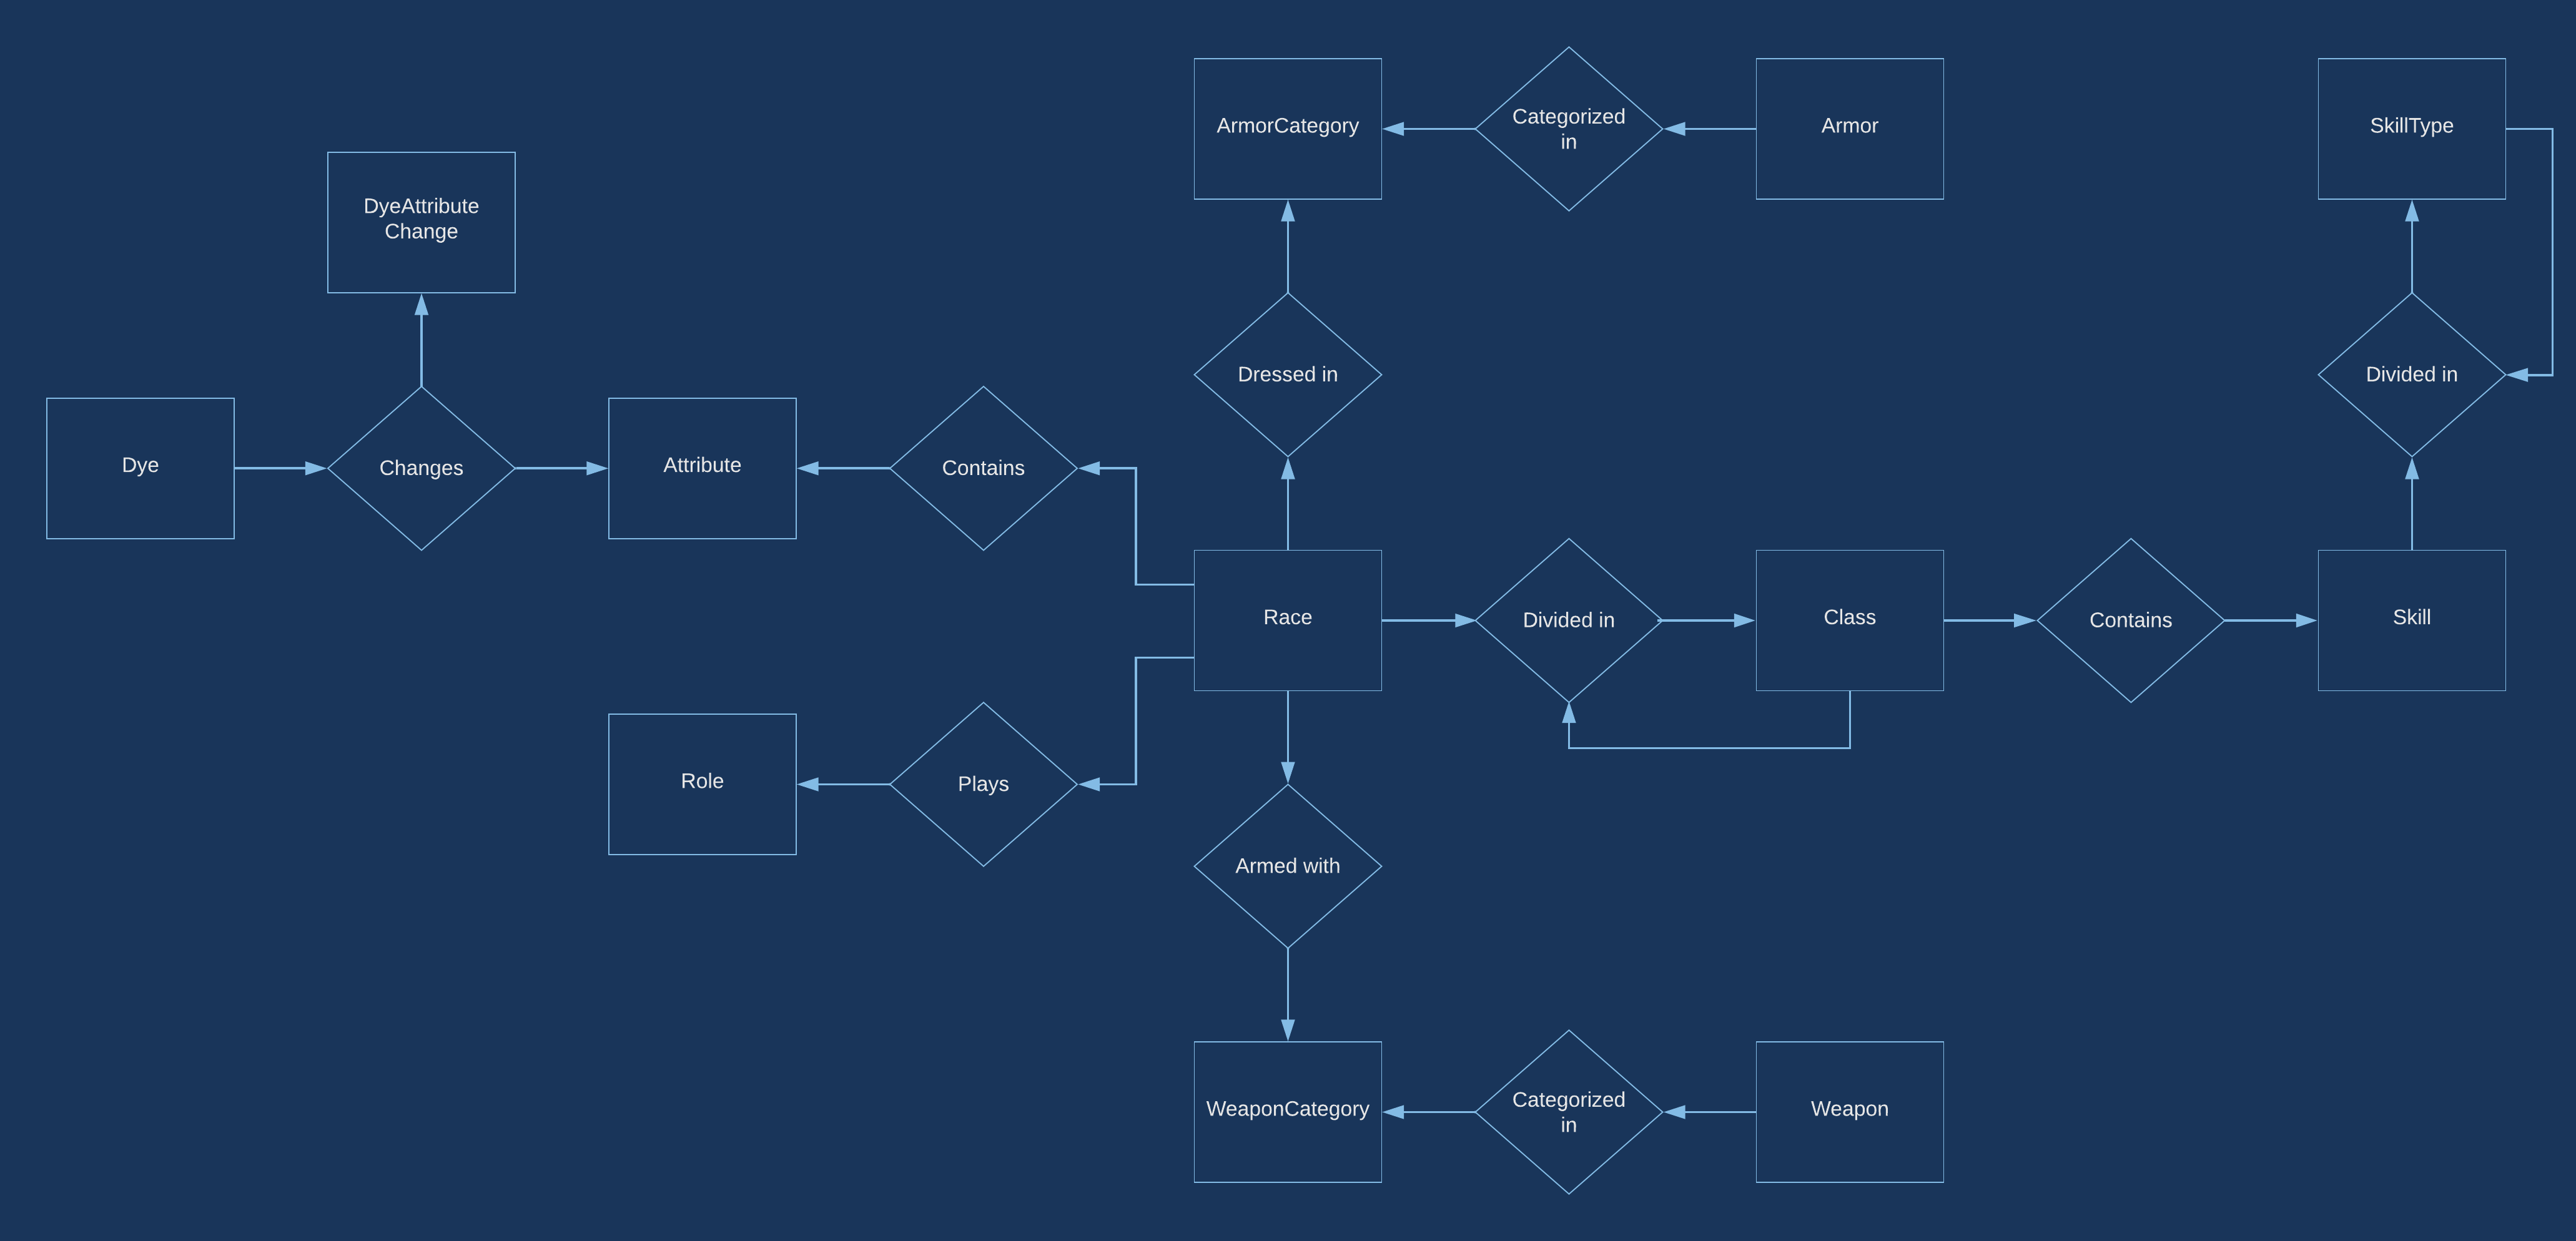 ArmorCategory
Categorized
in
Armor
SkillType
DyeAttribute
Change
Dressed in
Divided in
Dye
Changes
Attribute
Contains
Race
Divided in
Class
Contains
Skill
Role
Plays
Armed with
WeaponCategory
Categorized
in
Weapon